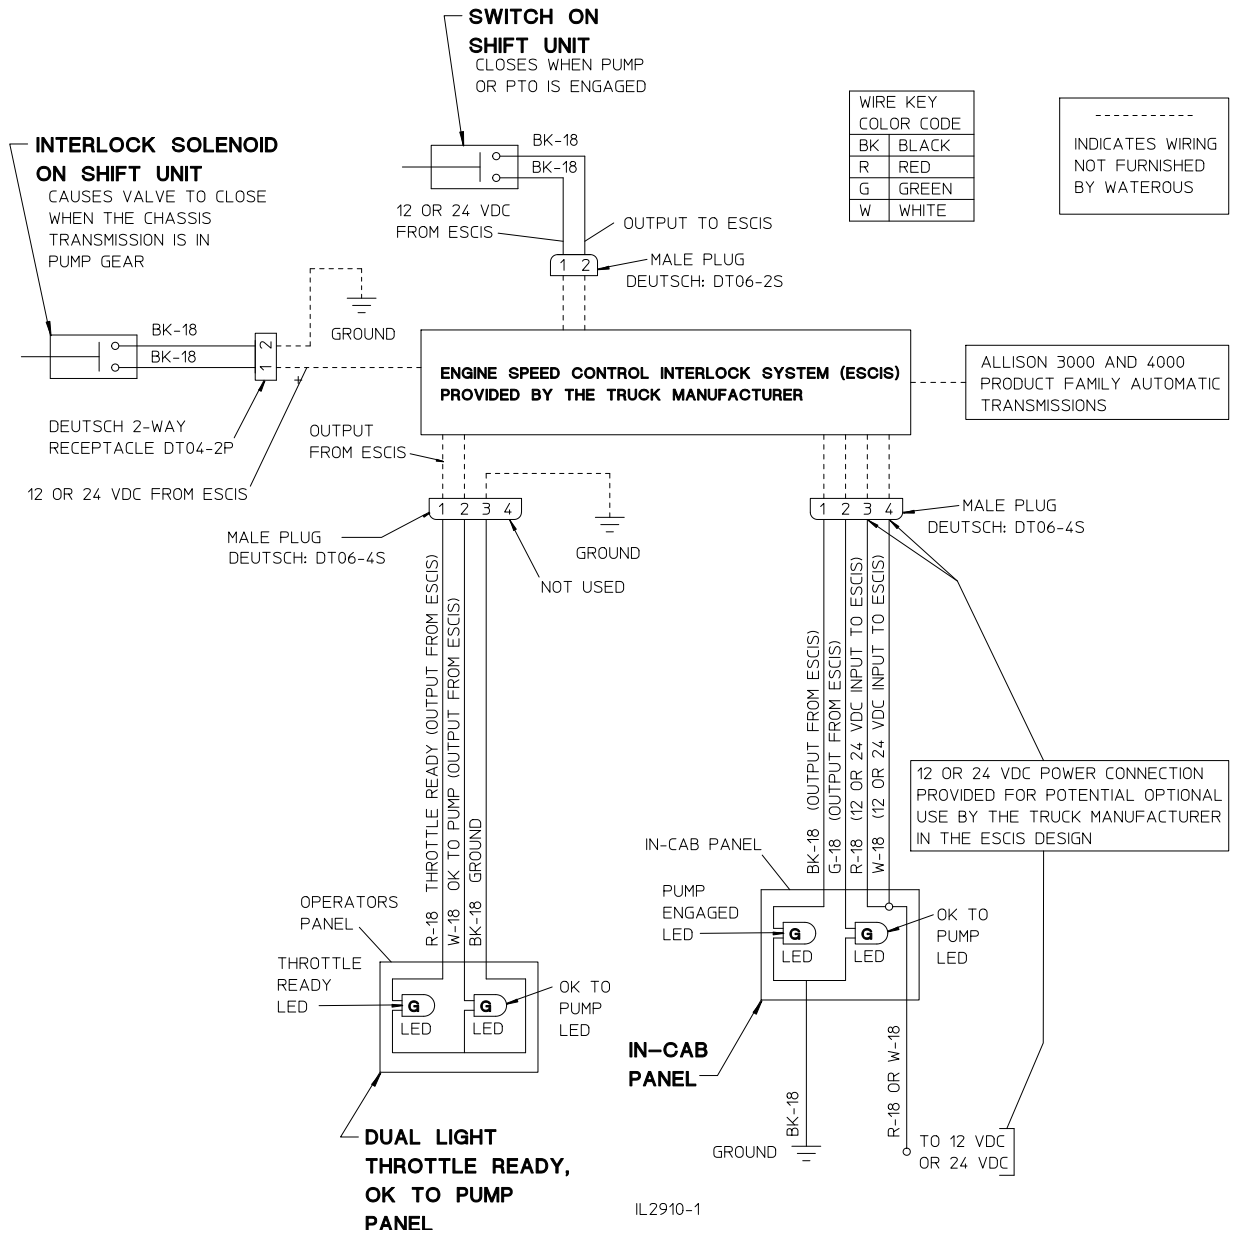 SWITCH ON
SHIFT UNIT
CLOSES WHEN PUMP
OR PTO IS ENGAGED
WIRE KEY
COLOR CODE
BK BLACK
R RED
G GREEN
W WHITE
INDICATES WIRING
NOT FURNISHED
BY WATEROUS
INTERLOCK SOLENOID
ON SHIFT UNIT
CAUSES VALVE TO CLOSE
WHEN THE CHASSIS
TRANSMISSION IS IN
PUMP GEAR
BK-18
BK-18
12 OR 24 VDC
FROM ESCIS
OUTPUT TO ESCIS
1 2
MALE PLUG
DEUTSCH: DT06-2S
GROUND
BK-18
BK-18
2
1
+
ENGINE SPEED CONTROL INTERLOCK SYSTEM (ESCIS)
PROVIDED BY THE TRUCK MANUFACTURER
ALLISON 3000 AND 4000
PRODUCT FAMILY AUTOMATIC
TRANSMISSIONS
DEUTSCH 2-WAY
RECEPTACLE DT04-2P
12 OR 24 VDC FROM ESCIS
OUTPUT
FROM ESCIS
1 2 3 4
MALE PLUG
DEUTSCH: DT06-4S
GROUND
NOT USED
1 2 3 4
MALE PLUG
DEUTSCH: DT06-4S
R-18 THROTTLE READY (OUTPUT FROM ESCIS)
W-18 OK TO PUMP (OUTPUT FROM ESCIS)
BK-18 GROUND
BK-18 (OUTPUT FROM ESCIS)
G-18 (OUTPUT FROM ESCIS)
R-18 (12 OR 24 VDC INPUT TO ESCIS)
W-18 (12 OR 24 VDC INPUT TO ESCIS)
12 OR 24 VDC POWER CONNECTION
PROVIDED FOR POTENTIAL OPTIONAL
USE BY THE TRUCK MANUFACTURER
IN THE ESCIS DESIGN
IN-CAB PANEL
PUMP
ENGAGED
LED
G
LED
G
LED
OK TO
PUMP
LED
OPERATORS
PANEL
THROTTLE
READY
LED
G
LED
G
LED
OK TO
PUMP
LED
IN-CAB
PANEL
BK-18
GROUND
R-18 OR W-18
TO 12 VDC
OR 24 VDC
DUAL LIGHT
THROTTLE READY,
OK TO PUMP
PANEL
IL2910-1